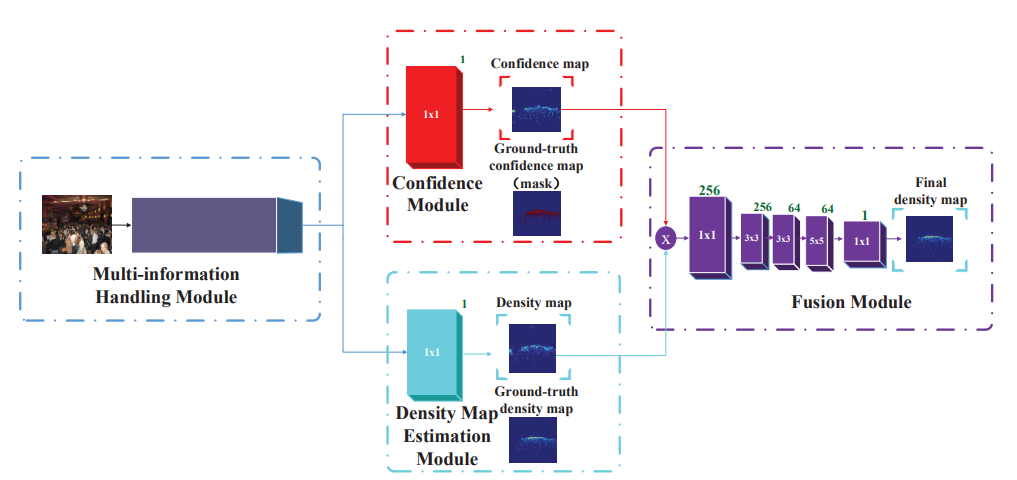 Multi-information
Handling Module
1
1x1
Confidence map
Ground-truth
confidence map
(mask)
Confidence
Module
1
1x1
Density map
Ground-truth
density map
Density Map
Estimation
Module
X
256
1x1
256
3x3
64
3x3
64
5x5
1
1x1
Final
density map
Fusion Module